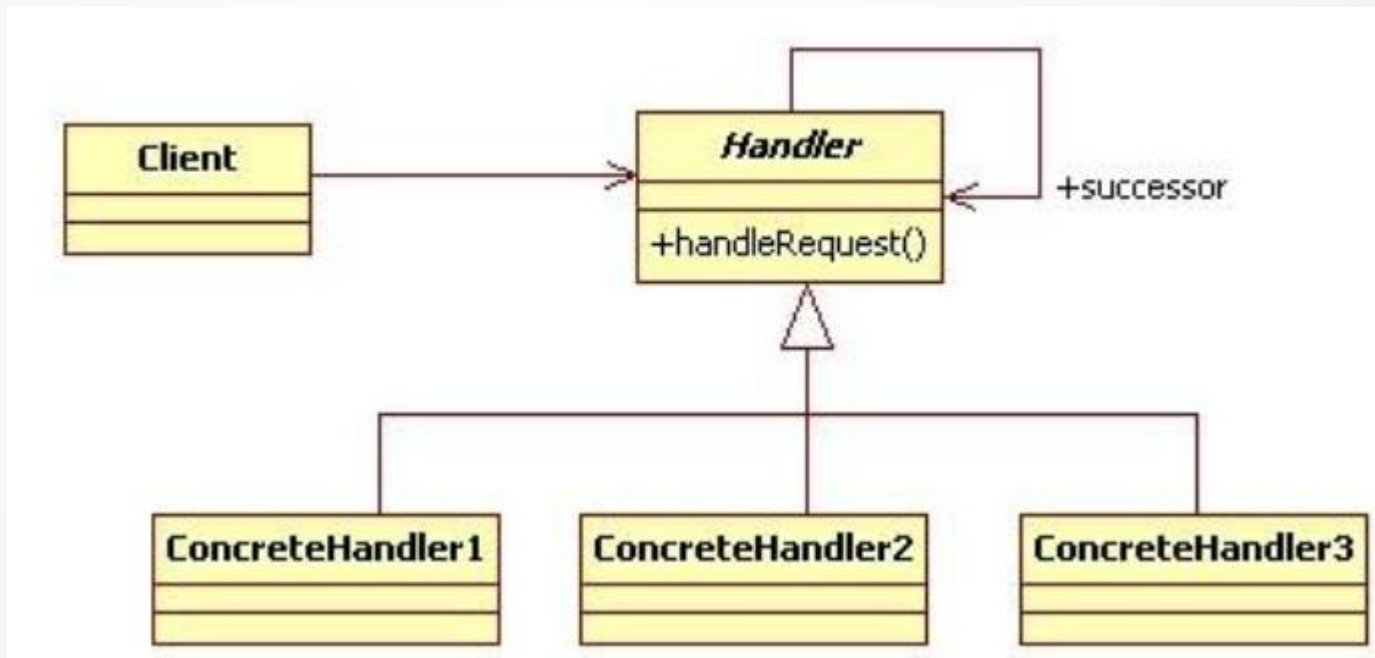 Client
Handler
+successor
+handleRequest()
ConcreteHandler1
ConcreteHandler2
ConcreteHandler3